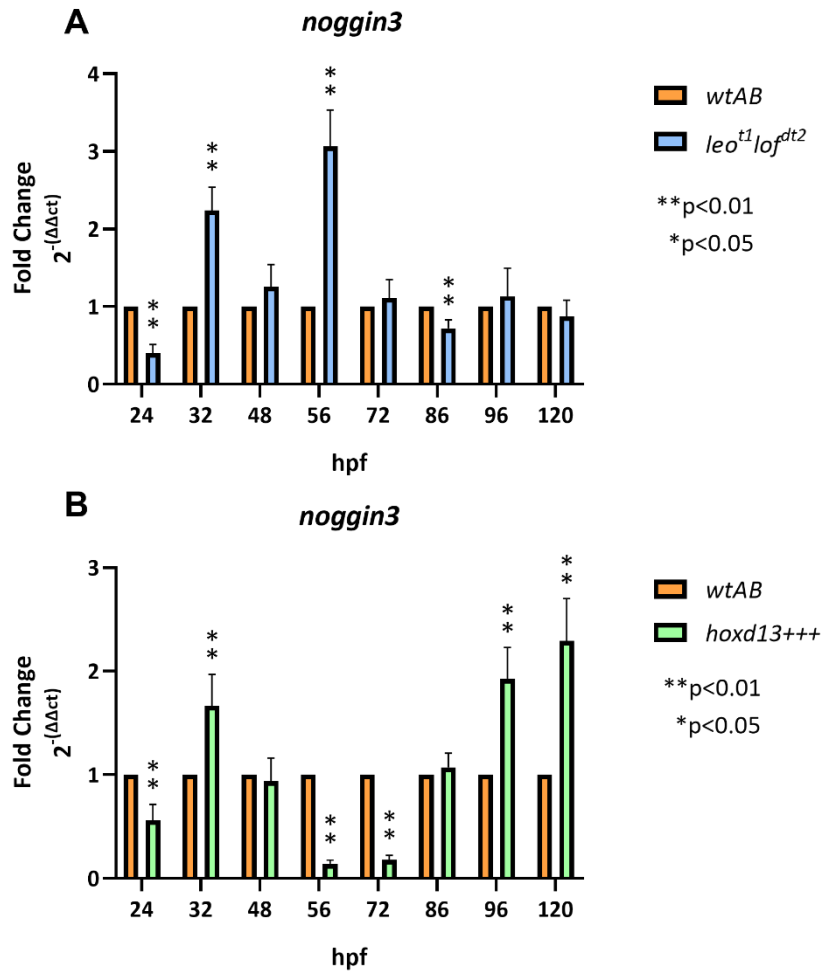 A
noggin3
4
3
2
1
0
Fold Change
2^-(ΔΔct)
24 32 48 56 72 86 96 120
hpf
** ** ** **
wtAB
leo^t1lof^dt2
**p<0.01
*p<0.05
B
noggin3
3
2
1
0
Fold Change
2^-(ΔΔct)
24 32 48 56 72 86 96 120
hpf
** ** ** ** ** **
wtAB
hoxd13+++
**p<0.01
*p<0.05